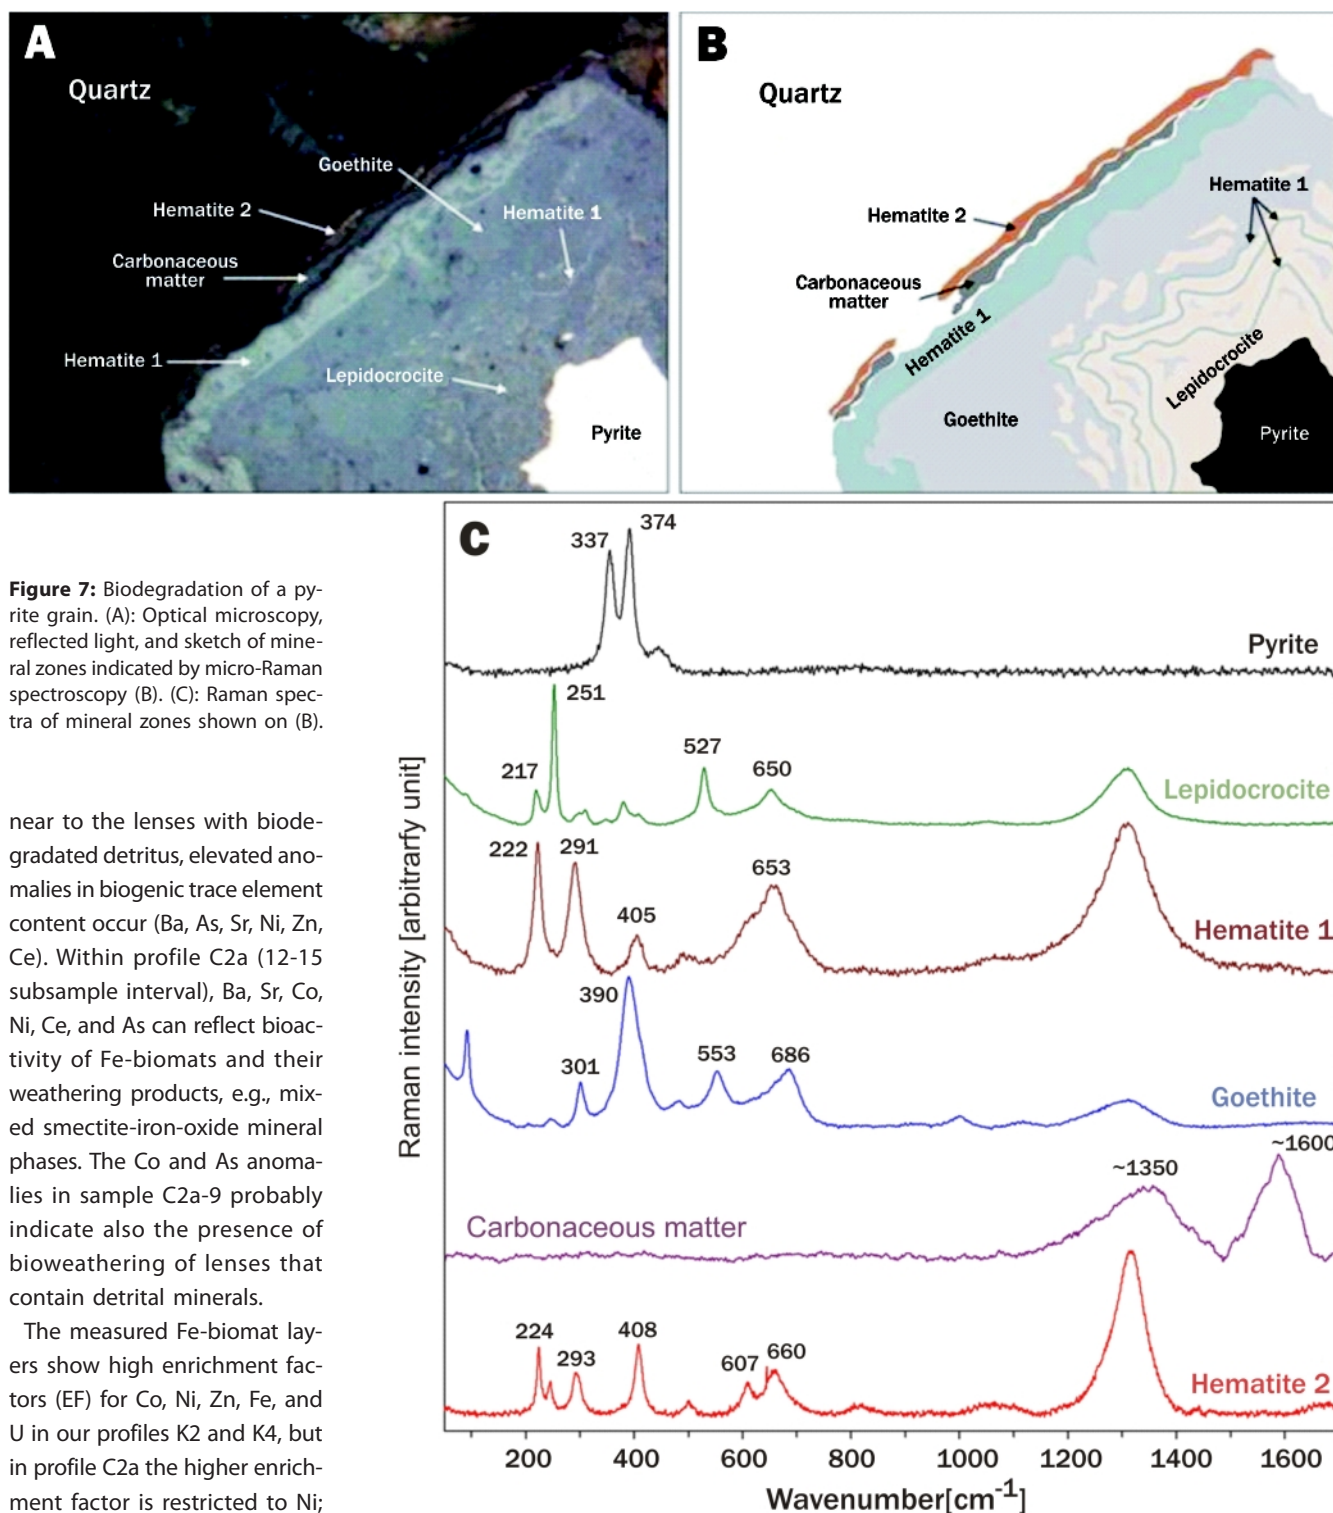 A
Quartz
Goethite
Hematite 2
Hematite 1
Carbonaceous
matter
Hematite 1
Lepidocrocite
Pyrite
B
Quartz
Hematite 1
Hematite 2
Carbonaceous
matter
Hematite 1
Lepidocrocite
Goethite
Pyrite
Figure 7: Biodegradation of a py-
rite grain. (A): Optical microscopy,
reflected light, and sketch of mine-
ral zones indicated by micro-Raman
spectroscopy (B). (C): Raman spec-
tra of mineral zones shown on (B).
near to the lenses with biode-
gradated detritus, elevated ano-
malies in biogenic trace element
content occur (Ba, As, Sr, Ni, Zn,
Ce). Within profile C2a (12-15
subsample interval), Ba, Sr, Co,
Ni, Ce, and As can reflect bioac-
tivity of Fe-biomats and their
weathering products, e.g., mix-
ed smectite-iron-oxide mineral
phases. The Co and As anoma-
lies in sample C2a-9 probably
indicate also the presence of
bioweathering of lenses that
contain detrital minerals.
The measured Fe-biomat lay-
ers show high enrichment fac-
tors (EF) for Co, Ni, Zn, Fe, and
U in our profiles K2 and K4, but
in profile C2a the higher enrich-
ment factor is restricted to Ni;
C
Raman intensity [arbitrarfy unit]
337 374
Pyrite
217 251 527 650
Lepidocrocite
222 291 405 653
Hematite 1
301 390 553 686
Goethite
~1350 ~1600
Carbonaceous matter
224 293 408 607 660
Hematite 2
200 400 600 800 1000 1200 1400 1600
Wavenumber[cm-1]